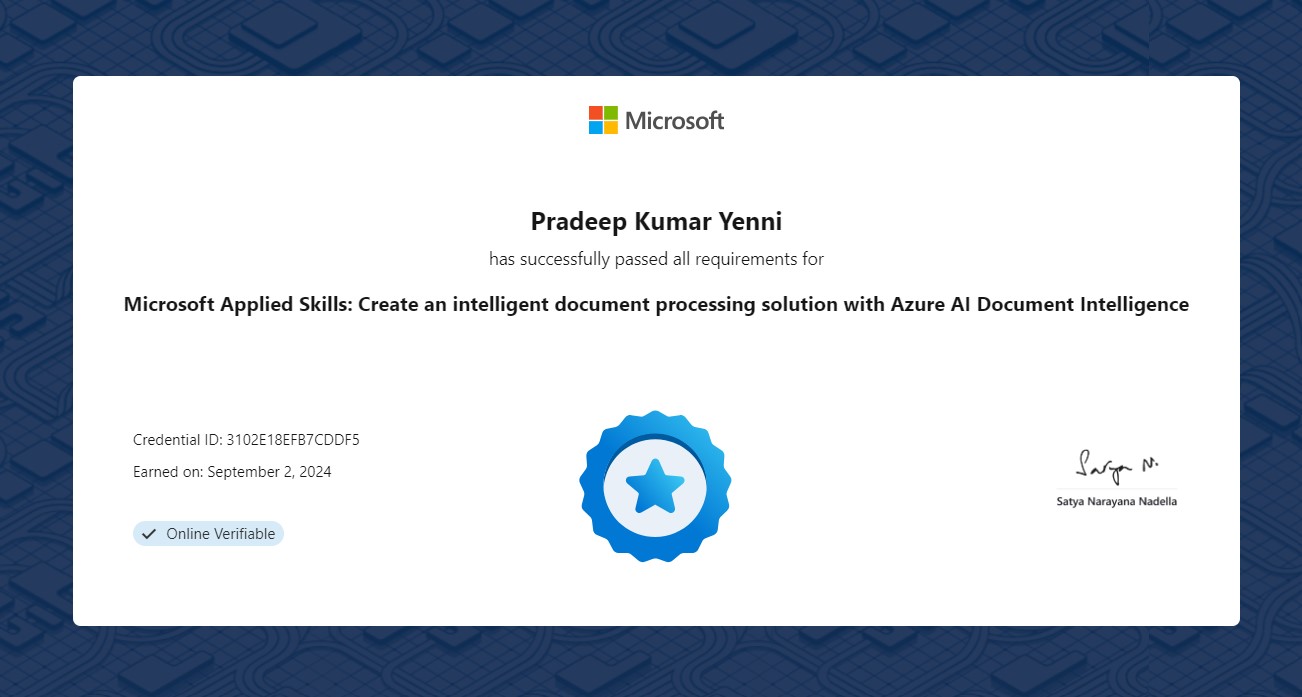 Microsoft
Pradeep Kumar Yenni
has successfully passed all requirements for
Microsoft Applied Skills: Create an intelligent document processing solution with Azure AI Document Intelligence
Credential ID: 3102E18EFB7CDDF5
Earned on: September 2, 2024
Online Verifiable
Satya N.
Satya Narayana Nadella